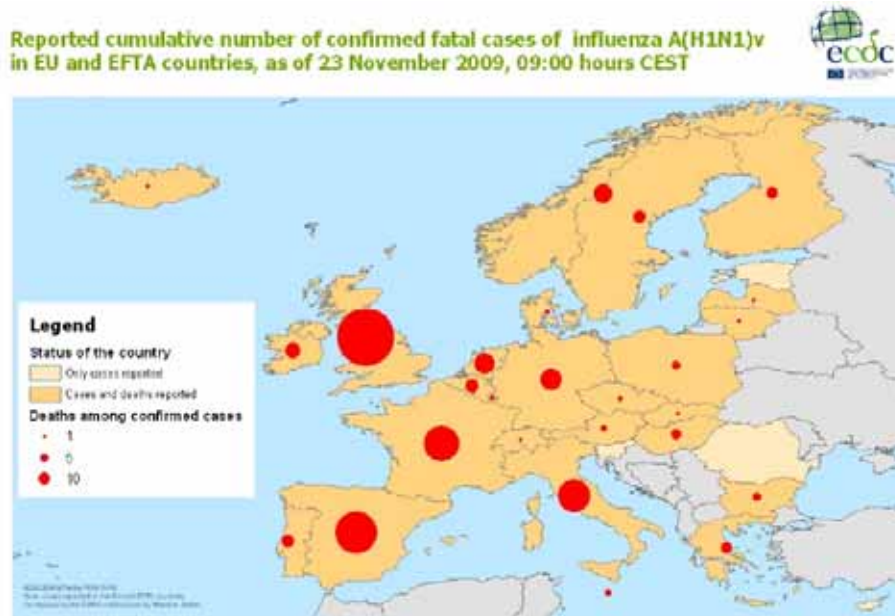 Reported cumulative number of confirmed fatal cases of influenza A(H1N1)v
in EU and EFTA countries, as of 23 November 2009, 09:00 hours CEST
ecdc
Legend
Status of the country
Only cases reported
Cases and deaths reported
Deaths among confirmed cases
1
5
10